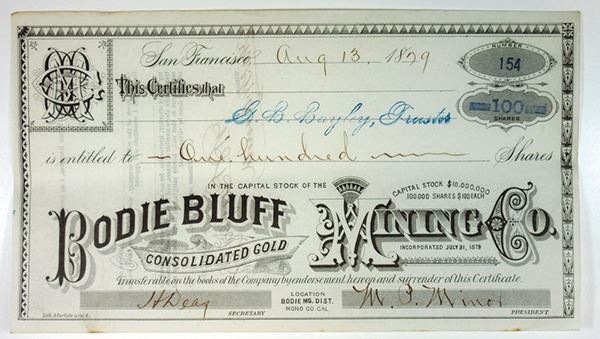 San Francisco, Aug 13, 1879
NUMBER
154
This Certifies that
100
SHARES
G. B. Bayley, Trustee
is entitled to One hundred Shares
IN THE CAPITAL STOCK OF THE
CAPITAL STOCK $10,000,000
100,000 SHARES $100 EACH
BODIE BLUFF
CONSOLIDATED GOLD
MINING CO.
INCORPORATED JULY 31, 1879
Transferable on the books of the Company by endorsement hereon and surrender of this Certificate.
H Deas
SECRETARY
LOCATION
BODIE MG. DIST.
MONO CO. CAL.
PRESIDENT